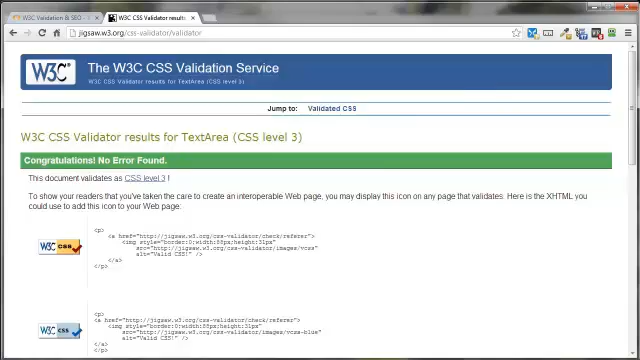 W3C Validation & SEO -
W3C CSS Validator results
jigsaw.w3.org/css-validator/validator
W3C The W3C CSS Validation Service
W3C CSS Validator results for TextArea (CSS level 3)
Jump to: Validated CSS
W3C CSS Validator results for TextArea (CSS level 3)
Congratulations! No Error Found.
This document validates as CSS level 3 !
To show your readers that you've taken the care to create an interoperable Web page, you may display this icon on any page that validates. Here is the XHTML you
could use to add this icon to your Web page:
<p>
<a href="http://jigsaw.w3.org/css-validator/check/referer">
<img style="border:0;width:88px;height:31px"
W3C css
src="http://jigsaw.w3.org/css-validator/images/vcss"
alt="Valid CSS!" />
</a>
</p>
<p>
<a href="http://jigsaw.w3.org/css-validator/check/referer">
<img style="border:0;width:88px;height:31px"
W3C css
src="http://jigsaw.w3.org/css-validator/images/vcss-blue"
alt="Valid CSS!" />
</a>
</p>